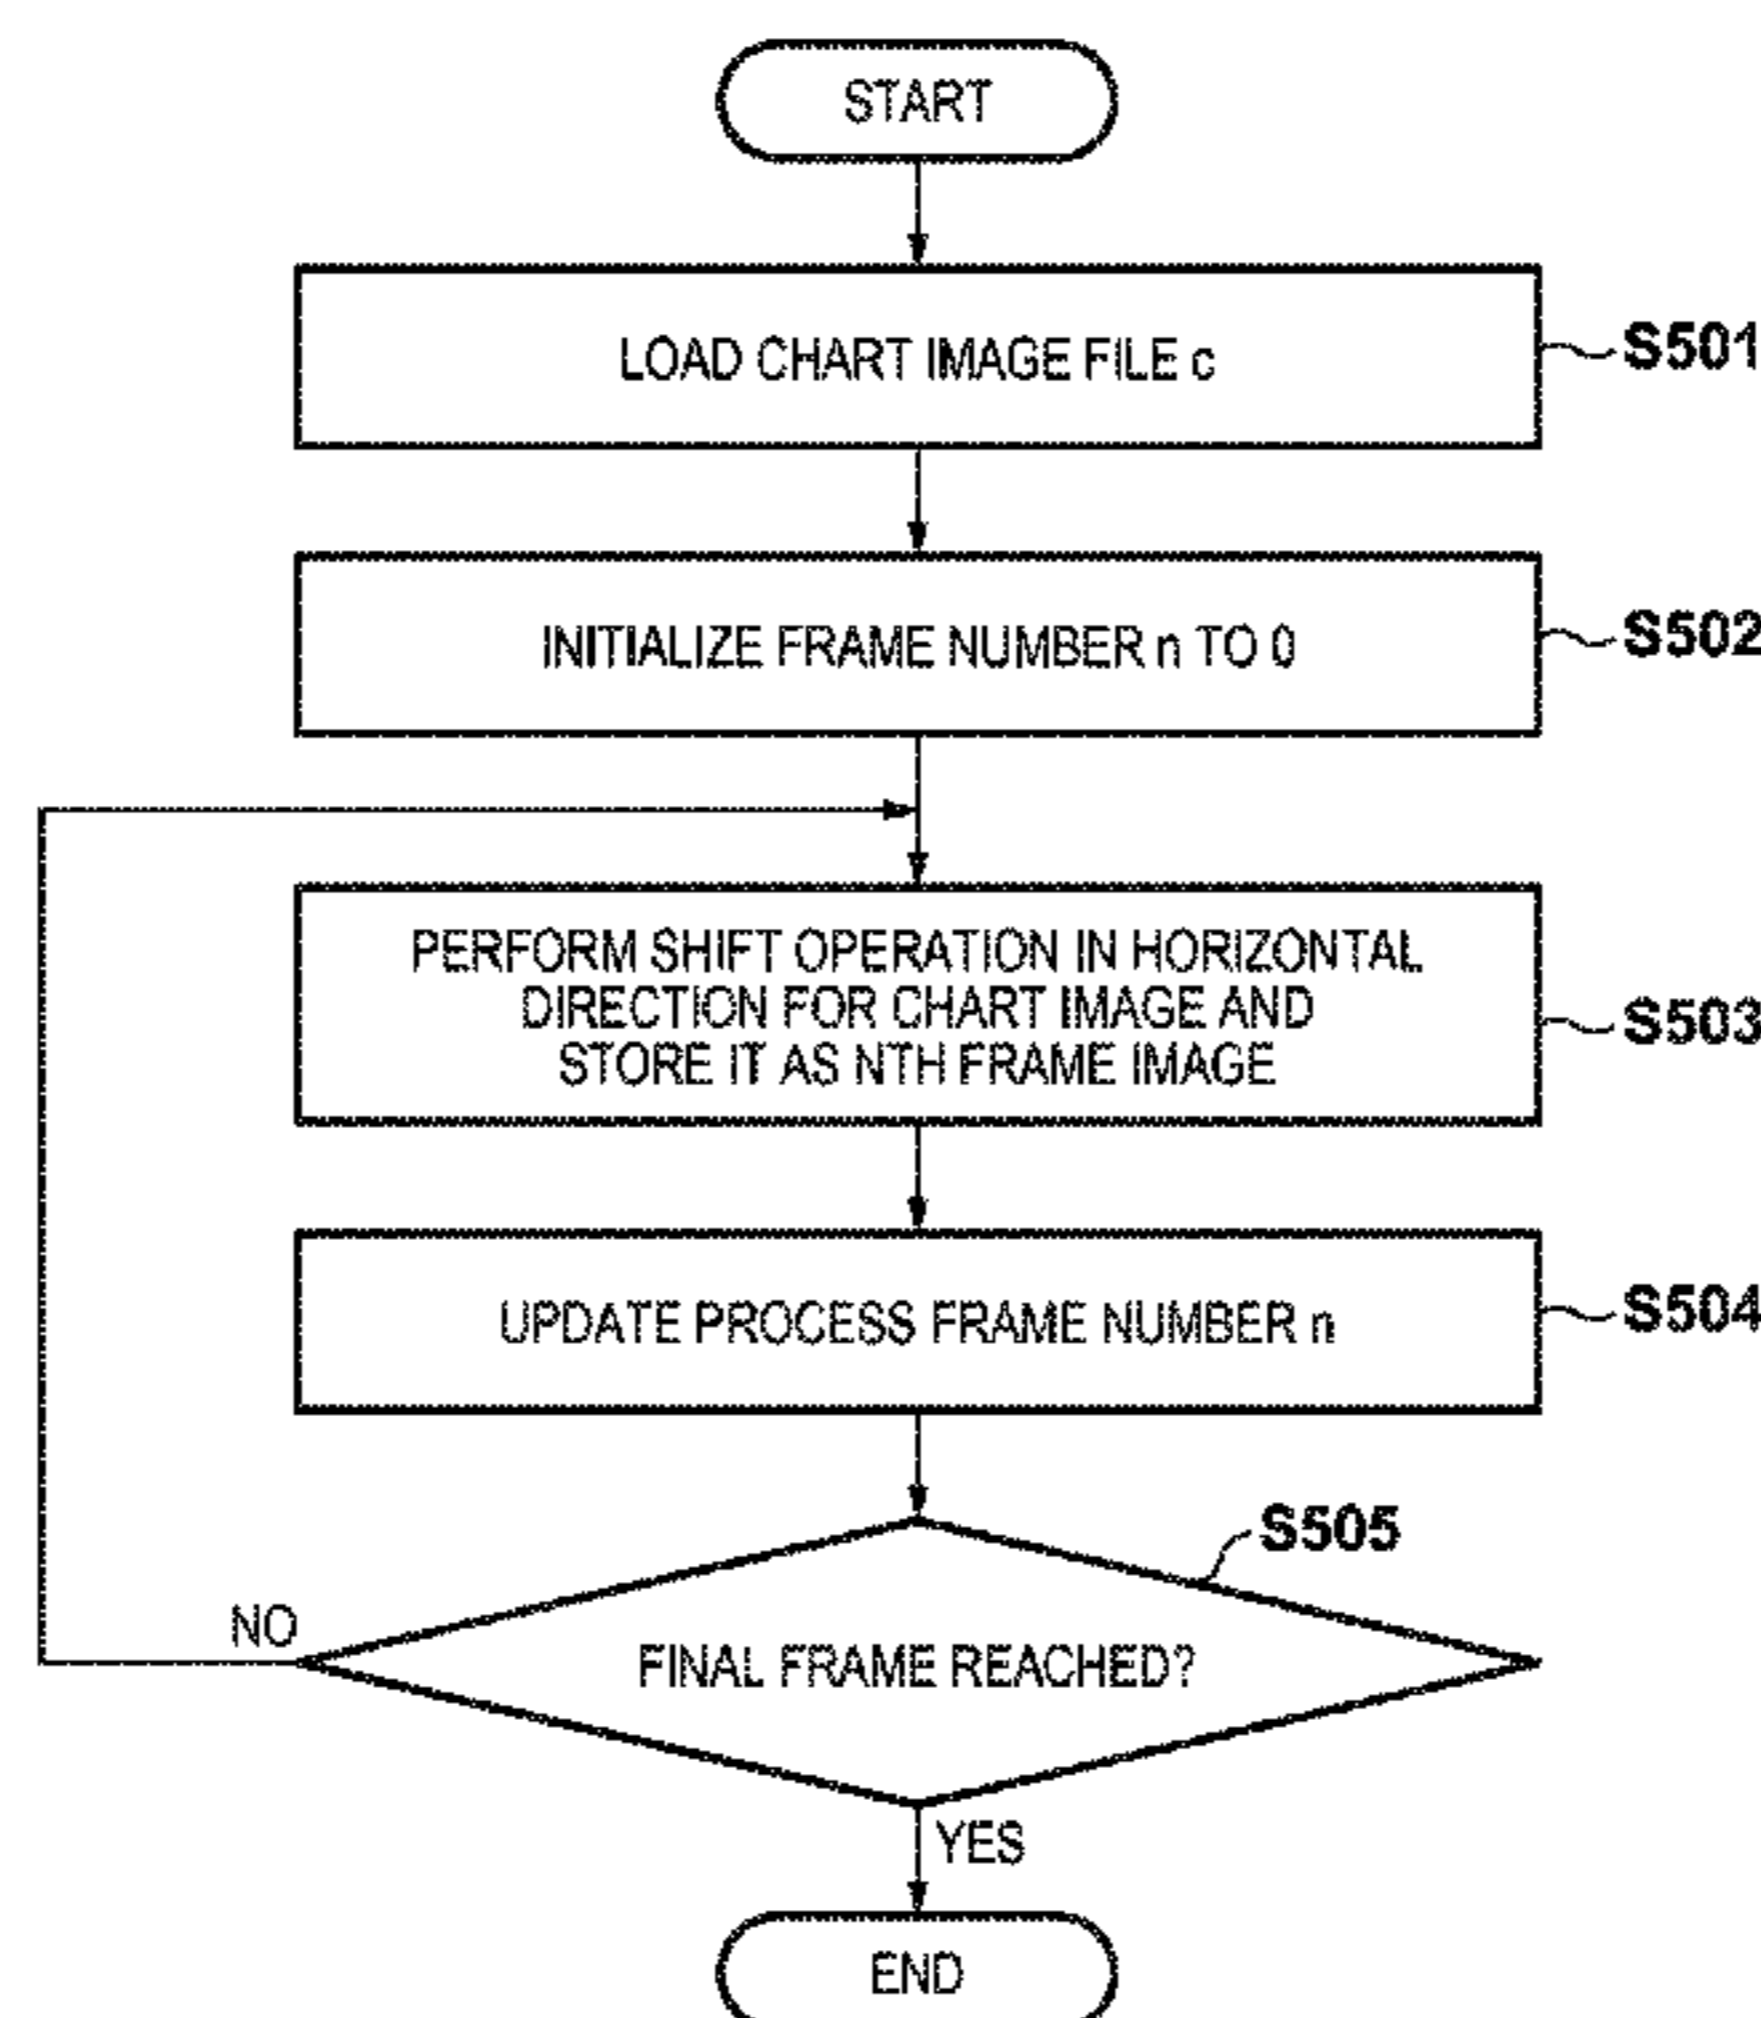 START
LOAD CHART IMAGE FILE c
S501
INITIALIZE FRAME NUMBER n TO 0
S502
PERFORM SHIFT OPERATION IN HORIZONTAL
DIRECTION FOR CHART IMAGE AND
STORE IT AS NTH FRAME IMAGE
S503
UPDATE PROCESS FRAME NUMBER n
S504
S505
NO
FINAL FRAME REACHED?
YES
END